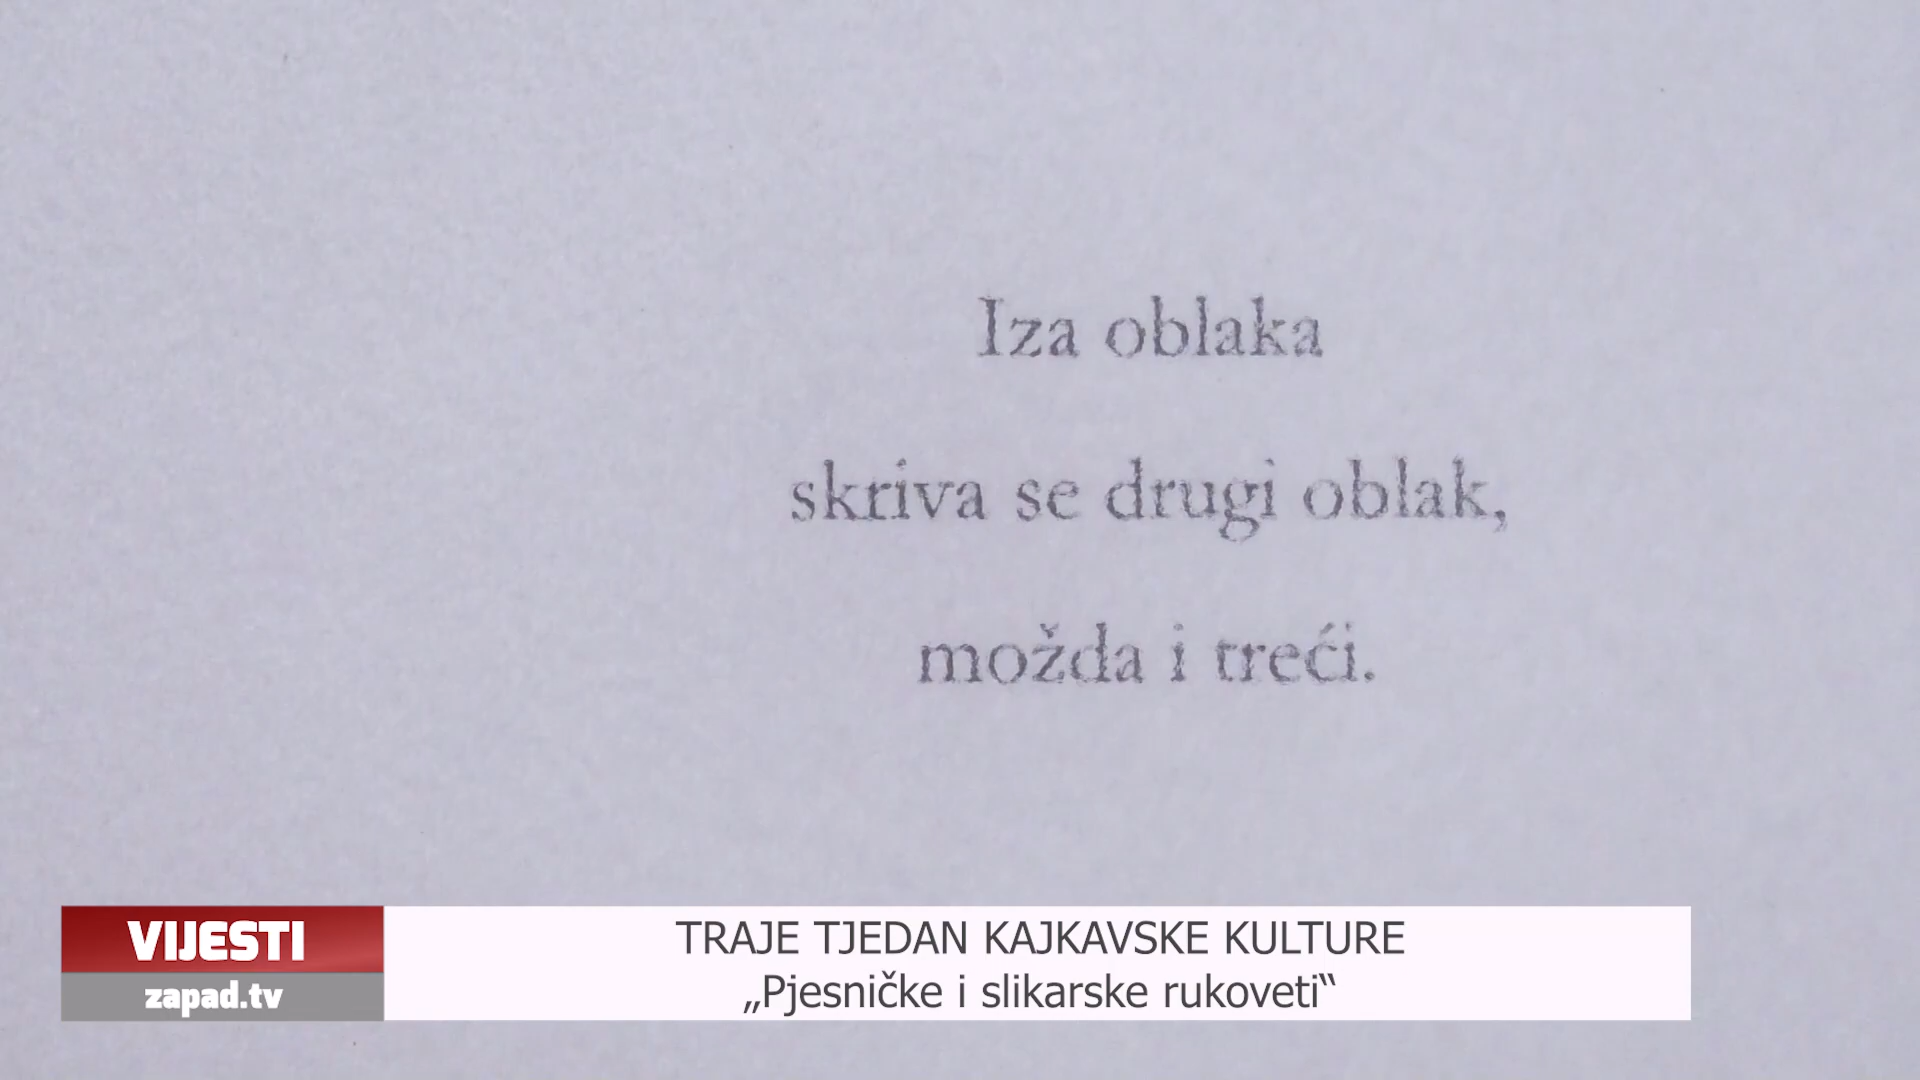 Iza oblaka
skriva se drugi oblak,
možda i treći.
VIJESTI
zapad.tv
TRAJE TJEDAN KAJKAVSKE KULTURE
„Pjesničke i slikarske rukoveti“